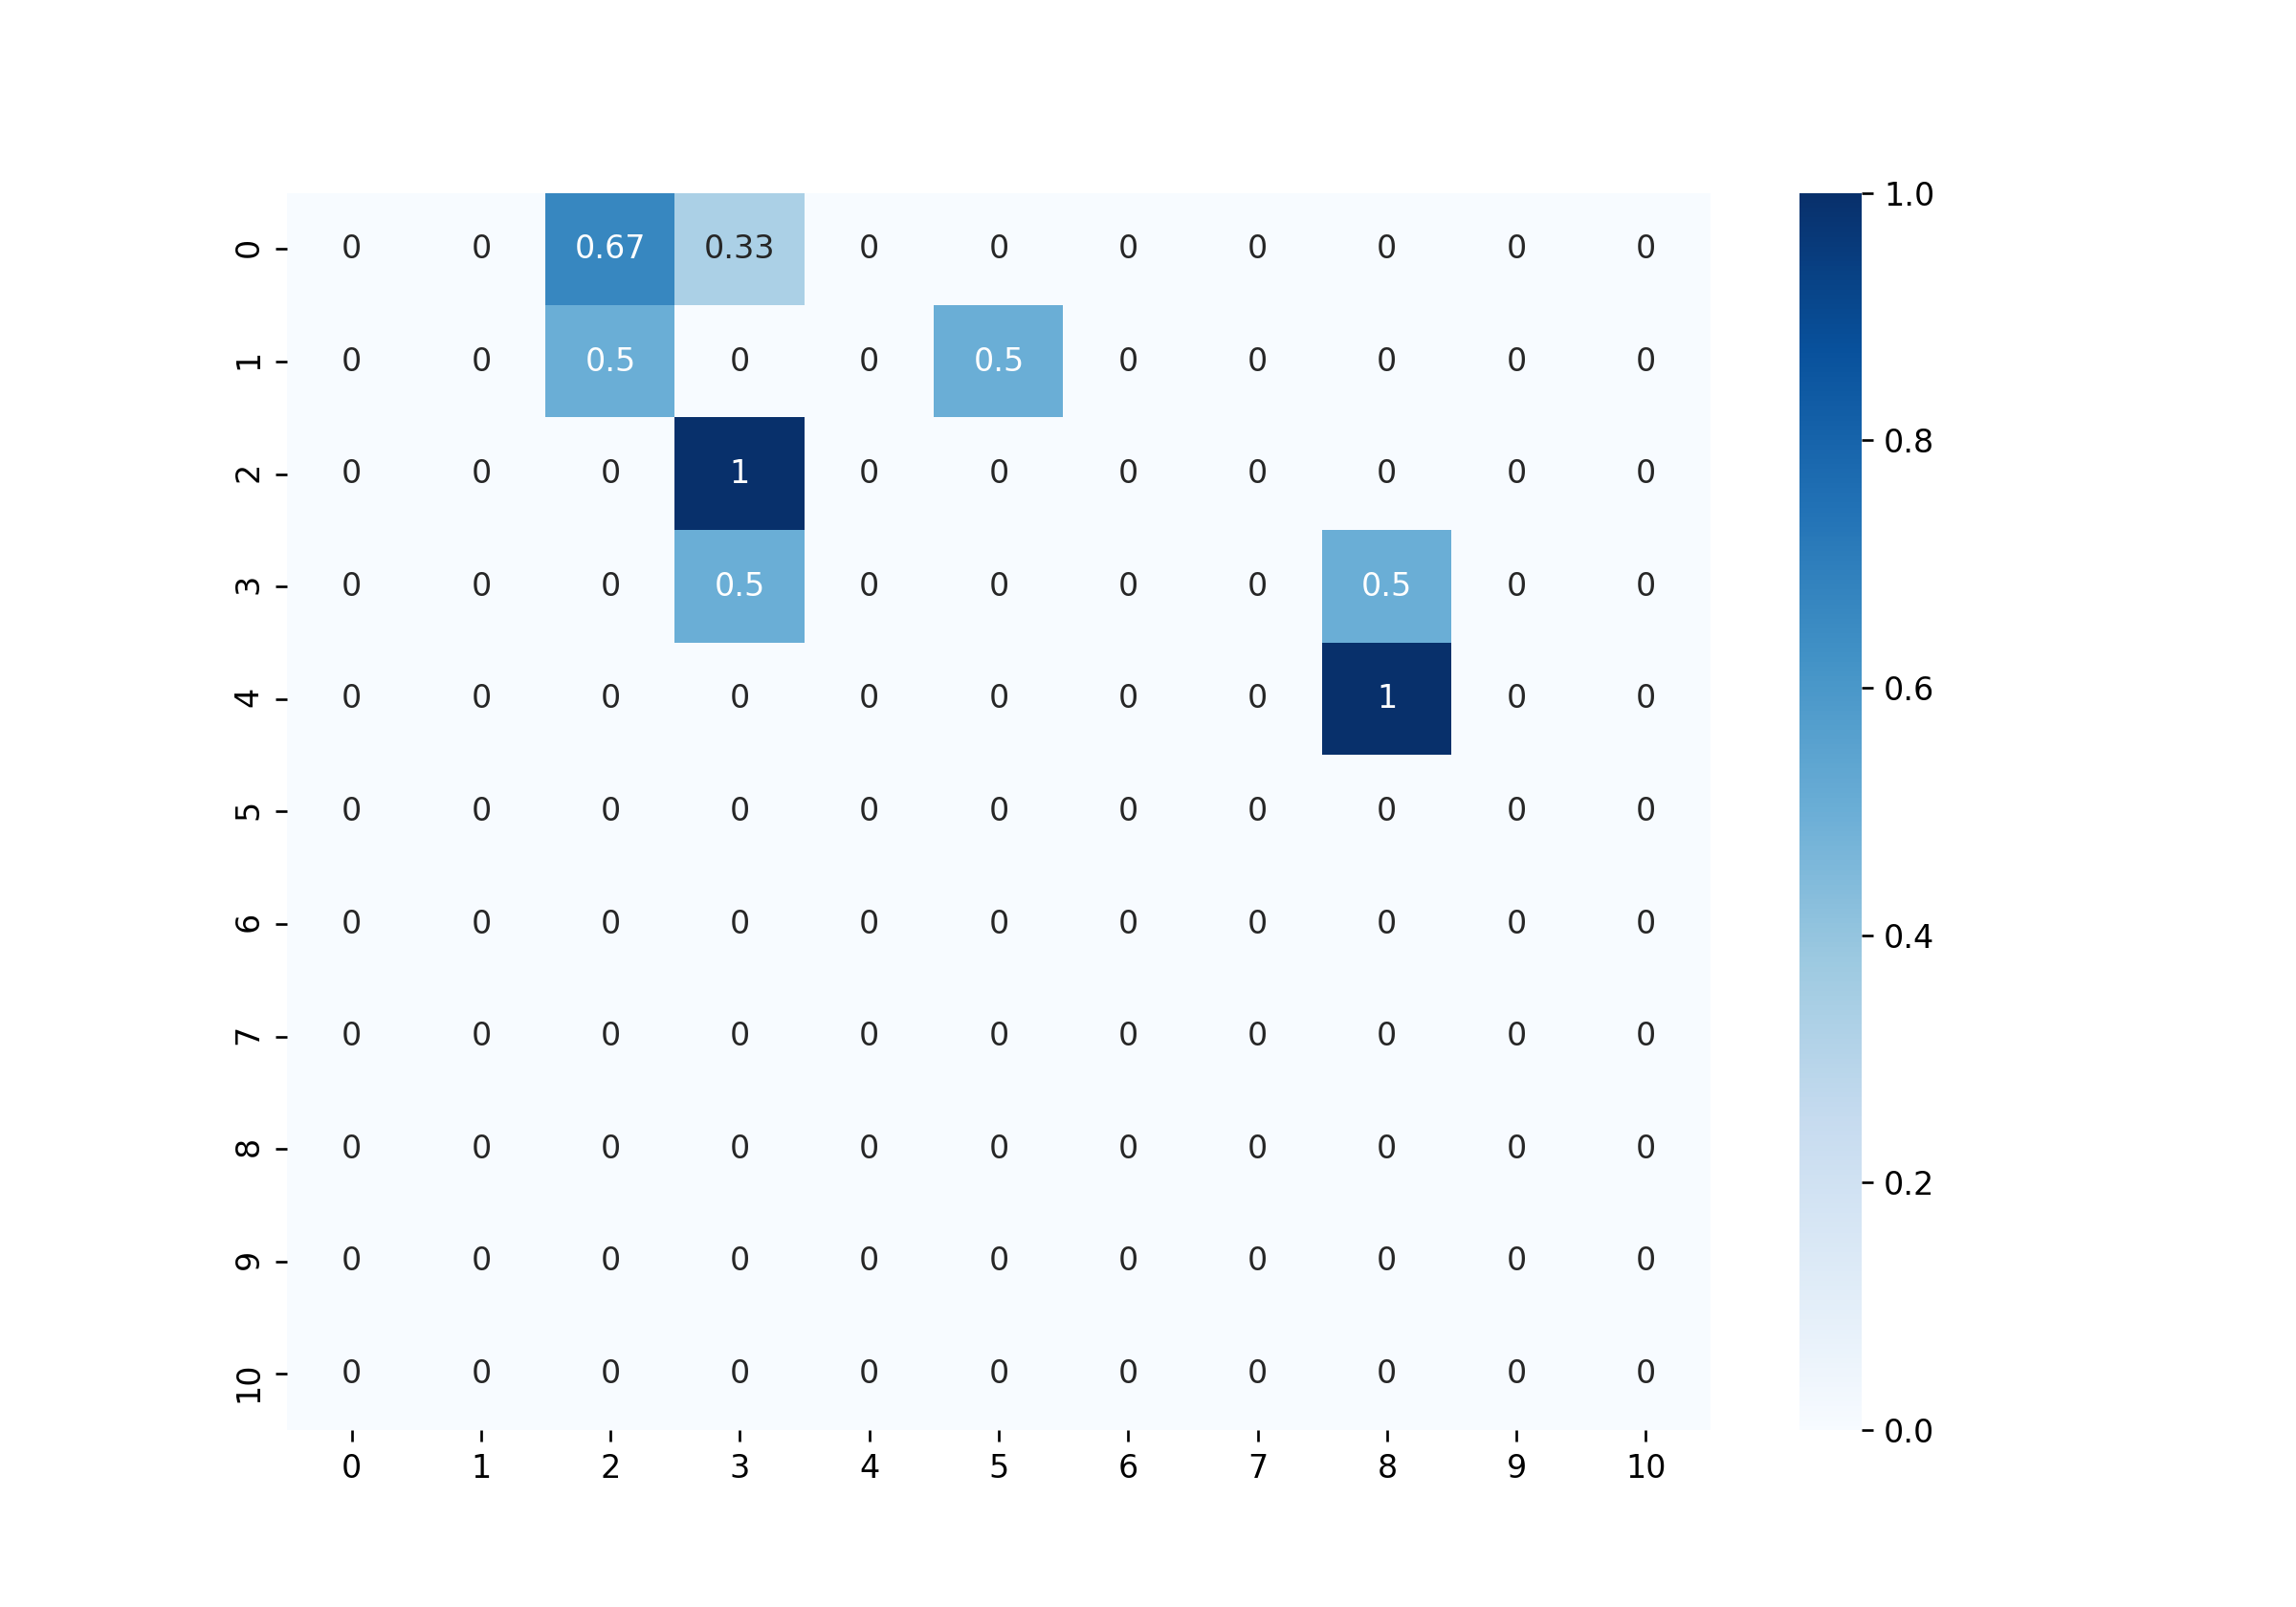 1.0
0 0 0 0.67 0.33 0 0 0 0 0 0 0
1 0 0 0.5 0 0 0.5 0 0 0 0 0
0.8
2 0 0 0 1 0 0 0 0 0 0 0
3 0 0 0 0.5 0 0 0 0 0.5 0 0
0.6
4 0 0 0 0 0 0 0 0 1 0 0
5 0 0 0 0 0 0 0 0 0 0 0
0.4
6 0 0 0 0 0 0 0 0 0 0 0
7 0 0 0 0 0 0 0 0 0 0 0
8 0 0 0 0 0 0 0 0 0 0 0
0.2
9 0 0 0 0 0 0 0 0 0 0 0
10 0 0 0 0 0 0 0 0 0 0 0
0.0
0 1 2 3 4 5 6 7 8 9 10